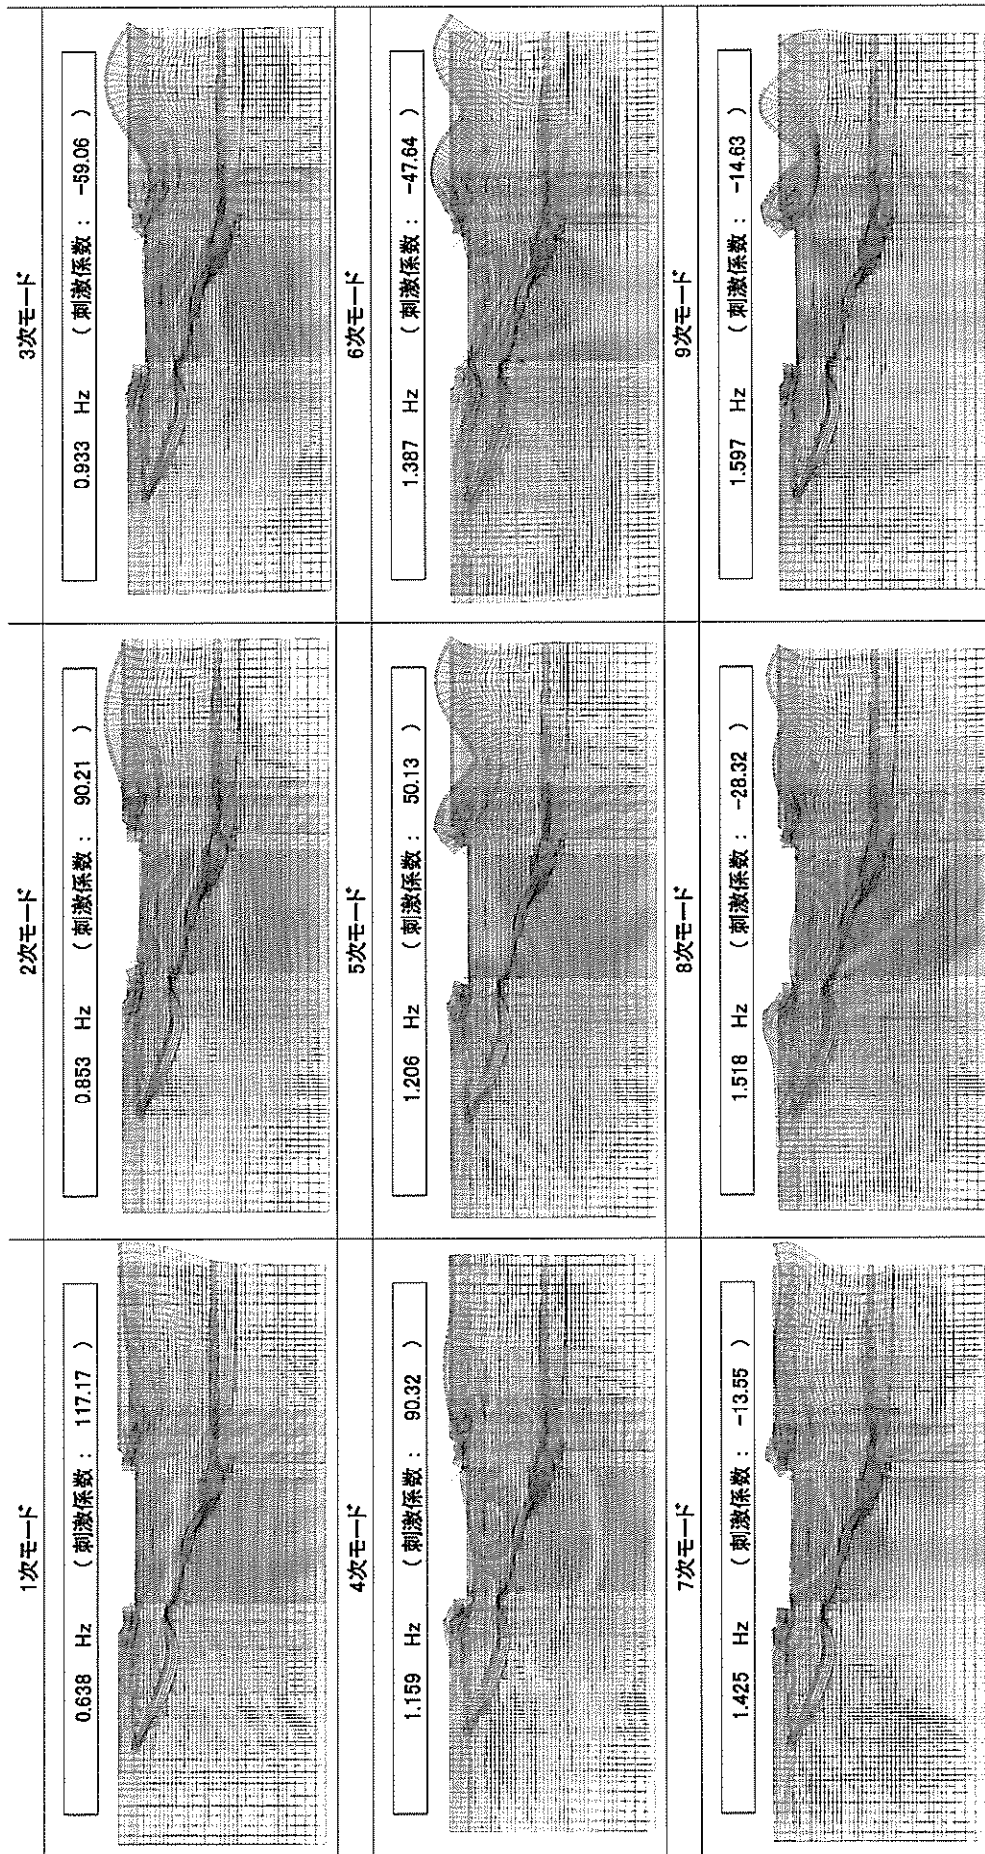 1次モード
0.638 Hz (刺激係数: 117.17 )
2次モード
0.853 Hz (刺激係数: 90.21 )
3次モード
0.933 Hz (刺激係数: -59.06 )
4次モード
1.159 Hz (刺激係数: 90.32 )
5次モード
1.206 Hz (刺激係数: 50.13 )
6次モード
1.387 Hz (刺激係数: -47.64 )
7次モード
1.425 Hz (刺激係数: -13.55 )
8次モード
1.518 Hz (刺激係数: -28.32 )
9次モード
1.597 Hz (刺激係数: -14.63 )